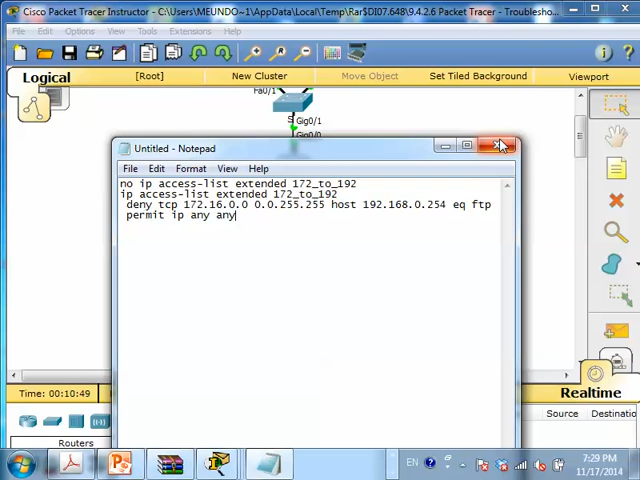 Cisco Packet Tracer Instructor - C:\Users\MEUNDO~1\AppData\Local\Temp\Rar$DI07.648\9.4.2.6 Packet Tracer - Troublesho...
File Edit Options View Tools Extensions Help
Logical [Root] New Cluster Move Object Set Tiled Background Viewport
Fa0/1
S
Gig0/1
Gig0/0
Untitled - Notepad
File Edit Format View Help
no ip access-list extended 172_to_192
ip access-list extended 172_to_192
deny tcp 172.16.0.0 0.0.255.255 host 192.168.0.254 eq ftp
permit ip any any
Time: 00:10:49
Realtime
Source Destinatio
Routers
EN
7:29 PM
11/17/2014